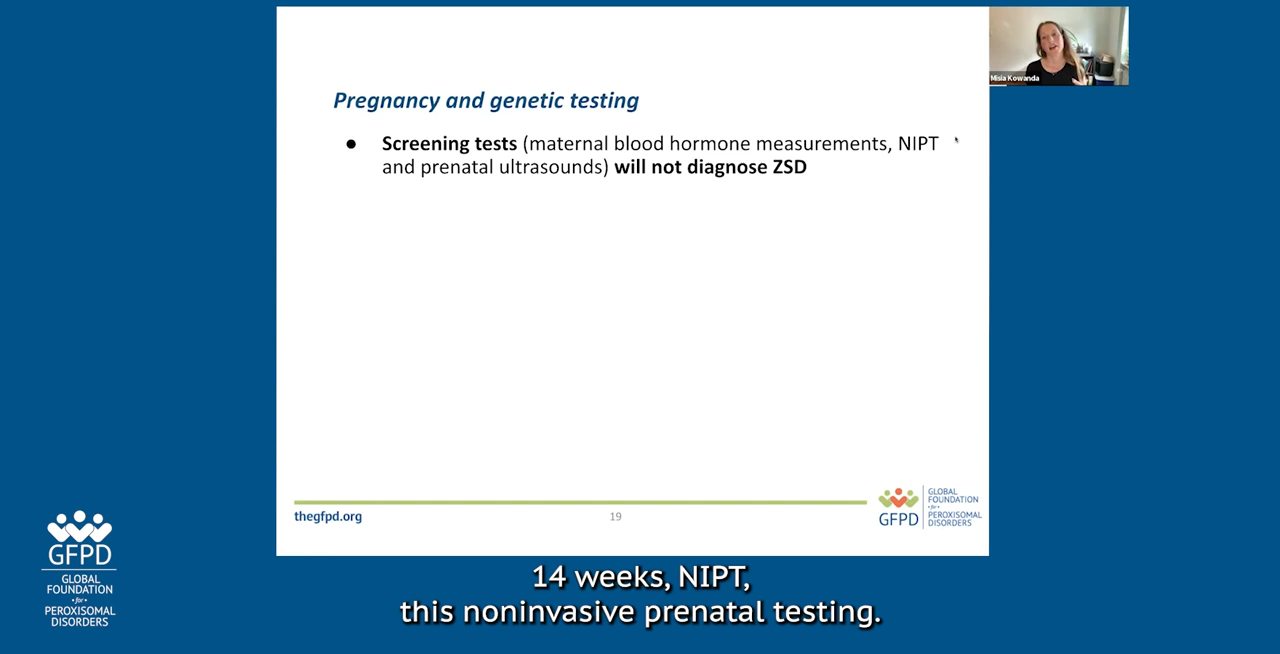 Misia Kowanda
Pregnancy and genetic testing
● Screening tests (maternal blood hormone measurements, NIPT
and prenatal ultrasounds) will not diagnose ZSD
thegfpd.org
19
GFPD
GLOBAL
FOUNDATION
for
PEROXISOMAL
DISORDERS
GFPD
GLOBAL
FOUNDATION
for
PEROXISOMAL
DISORDERS
14 weeks, NIPT,
this noninvasive prenatal testing.